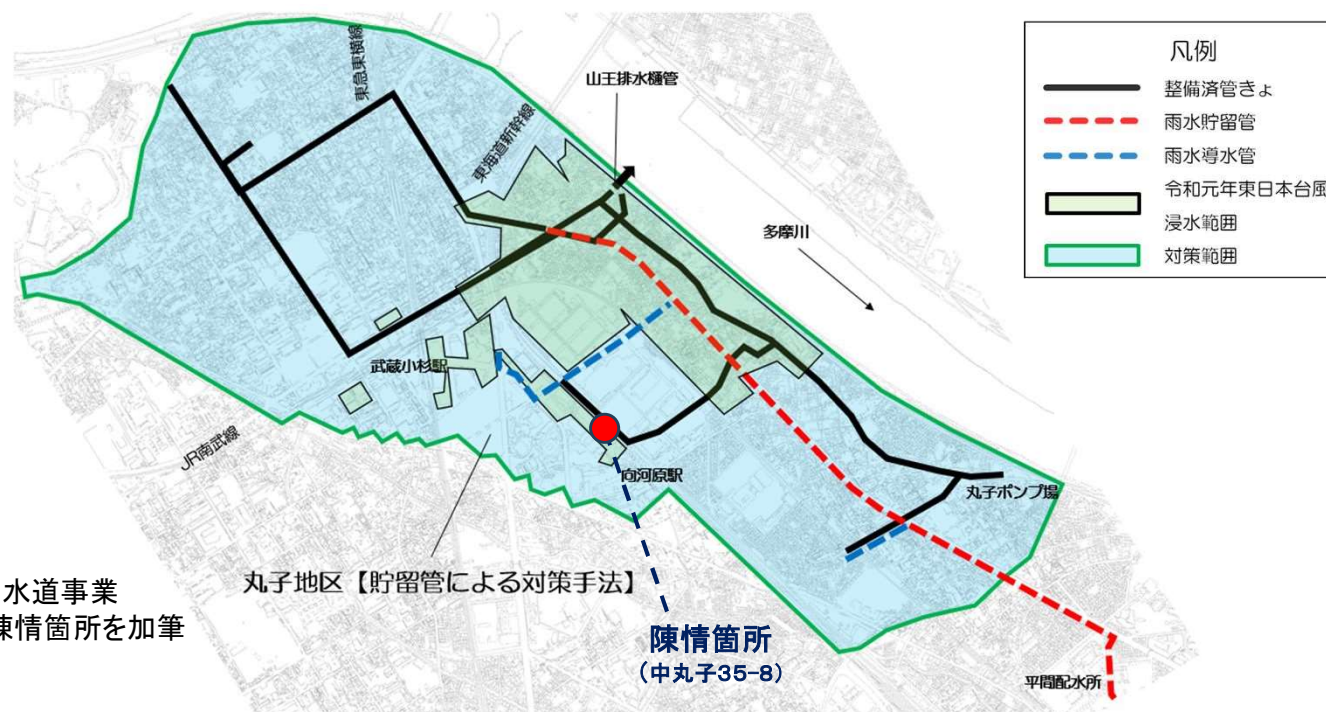 凡例
整備済管きょ
雨水貯留管
雨水導水管
令和元年東日本台風
浸水範囲
対策範囲
東急東横線
山王排水樋管
東海道新幹線
多摩川
武蔵小杉駅
JR南武線
向河原駅
丸子ポンプ場
丸子地区【貯留管による対策手法】
水道事業
陳情箇所を加筆
陳情箇所
(中丸子35-8)
平間配水所